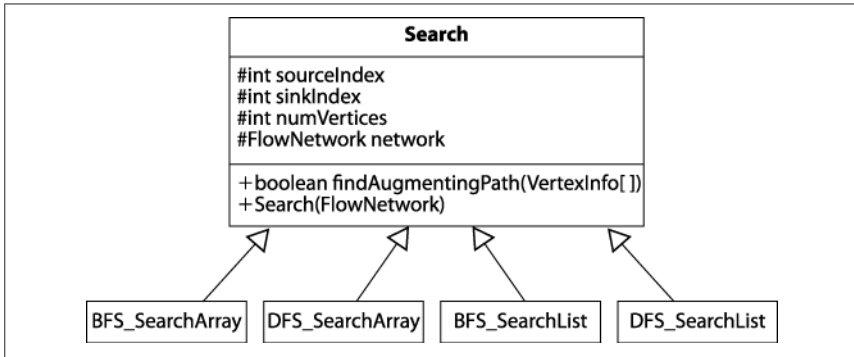 Search
#int sourceIndex
#int sinkIndex
#int numVertices
#FlowNetwork network
+boolean findAugmentingPath(VertexInfo[ ])
+Search(FlowNetwork)
BFS_SearchArray
DFS_SearchArray
BFS_SearchList
DFS_SearchList